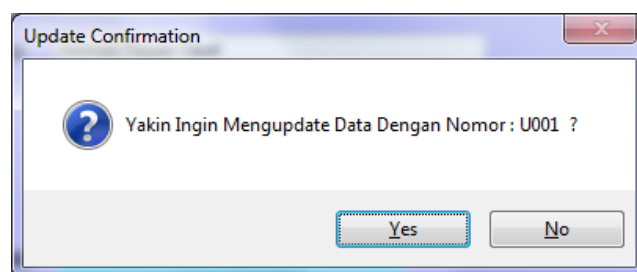 Update Confirmation
Yakin Ingin Mengupdate Data Dengan Nomor : U001 ?
Yes
No